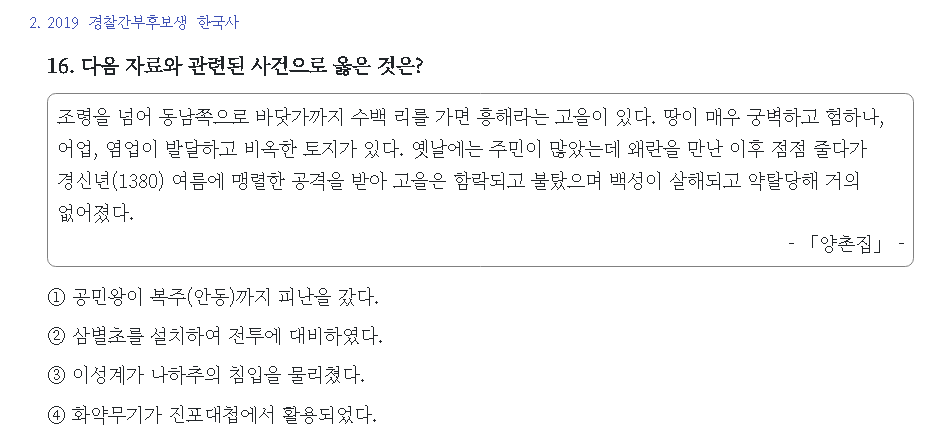 2. 2019 경찰간부후보생 한국사
16. 다음 자료와 관련된 사건으로 옳은 것은?
조령을 넘어 동남쪽으로 바닷가까지 수백 리를 가면 흥해라는 고을이 있다. 땅이 매우 궁벽하고 험하나,
어업, 염업이 발달하고 비옥한 토지가 있다. 옛날에는 주민이 많았는데 왜란을 만난 이후 점점 줄다가
경신년(1380) 여름에 맹렬한 공격을 받아 고을은 함락되고 불탔으며 백성이 살해되고 약탈당해 거의
없어졌다.
- 「양촌집」 -
① 공민왕이 복주(안동)까지 피난을 갔다.
② 삼별초를 설치하여 전투에 대비하였다.
③ 이성계가 나하추의 침입을 물리쳤다.
④ 화약무기가 진포대첩에서 활용되었다.